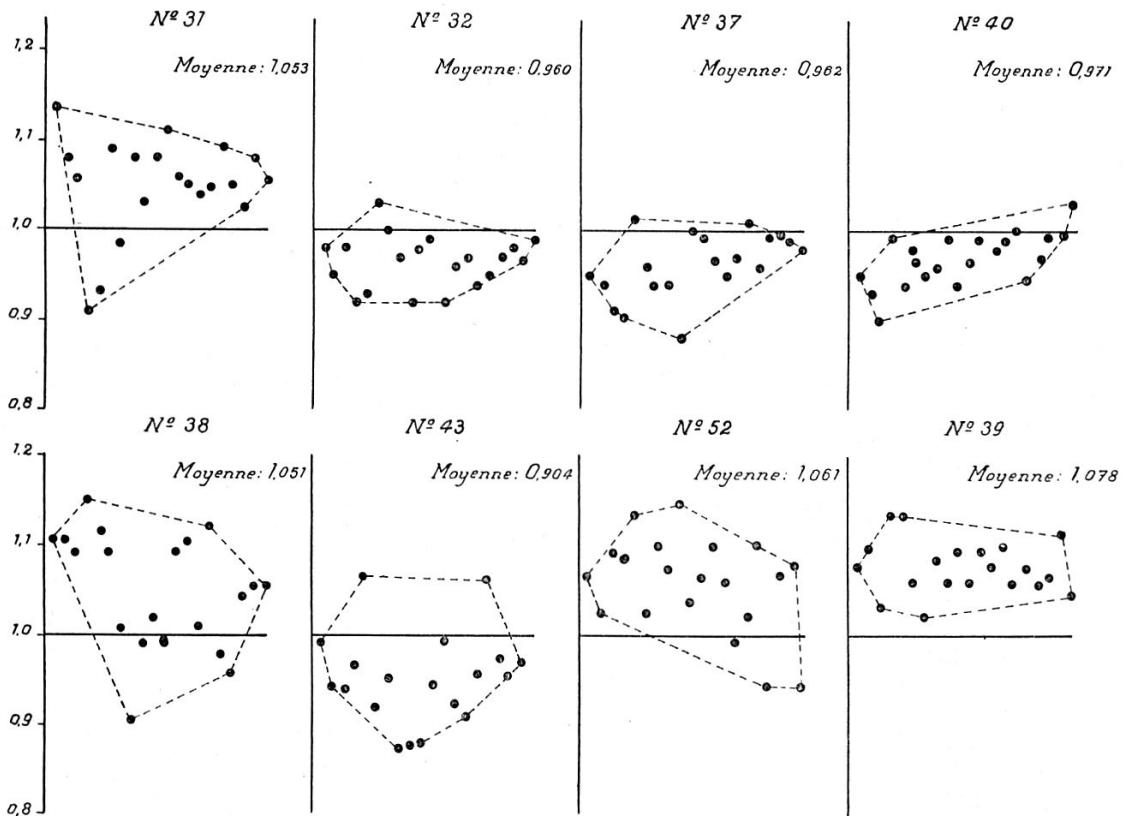 Nº 31 Nº 32 Nº 37 Nº 40
1,2
Moyenne: 1,053 Moyenne: 0,960 Moyenne: 0,962 Moyenne: 0,971
1,1
1,0
0,9
0,8
Nº 38 Nº 43 Nº 52 Nº 39
1,2
Moyenne: 1,051 Moyenne: 0,904 Moyenne: 1,061 Moyenne: 1,078
1,1
1,0
0,9
0,8